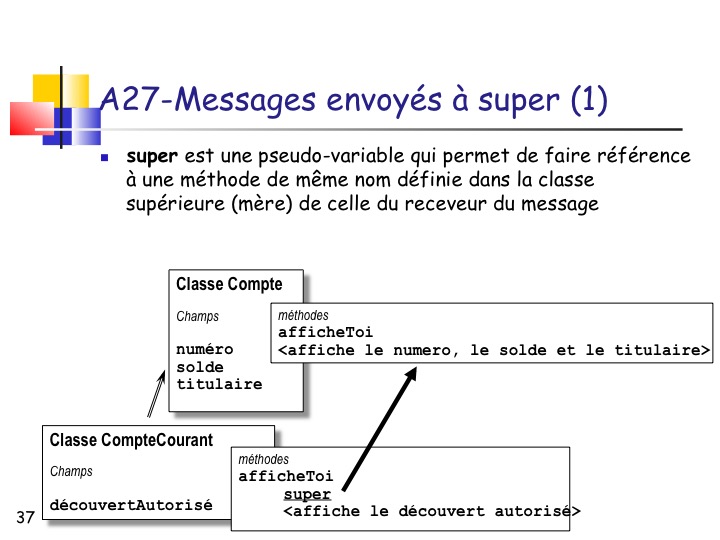 A27-Messages envoyés à super (1)
super est une pseudo-variable qui permet de faire référence
à une méthode de même nom définie dans la classe
supérieure (mère) de celle du receveur du message
Classe Compte
Champs
numéro
solde
titulaire
méthodes
afficheToi
<affiche le numero, le solde et le titulaire>
Classe CompteCourant
Champs
découvertAutorisé
méthodes
afficheToi
super
<affiche le découvert autorisé>
37